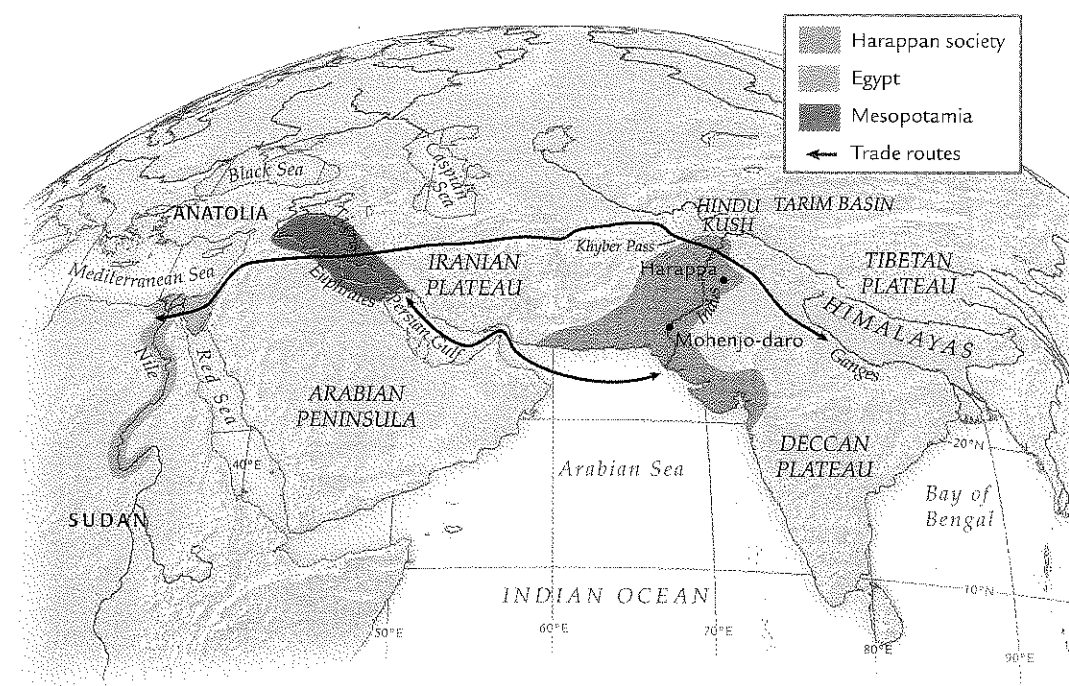 Harappan society
Egypt
Mesopotamia
Trade routes
Black Sea
Caspian
Sea
ANATOLIA
HINDU
KUSH
TARIM BASIN
Khyber Pass
Mediterranean Sea
IRANIAN
PLATEAU
Harappa
TIBETAN
PLATEAU
Euphrates
Persian Gulf
Indus
HIMALAYAS
Mohenjo-daro
Ganges
Nile
Red Sea
ARABIAN
PENINSULA
DECCAN
PLATEAU
20°N
40°E
Arabian Sea
Bay of
Bengal
SUDAN
INDIAN OCEAN
10°N
50°E
60°E
70°E
80°E
90°E